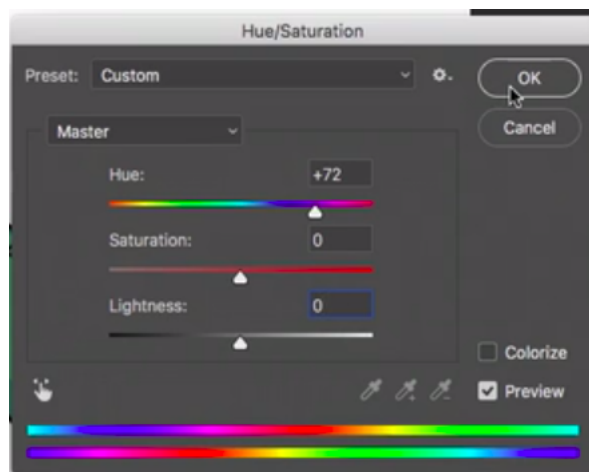 Hue/Saturation
Preset: Custom
OK
Cancel
Master
Hue: +72
Saturation: 0
Lightness: 0
Colorize
Preview